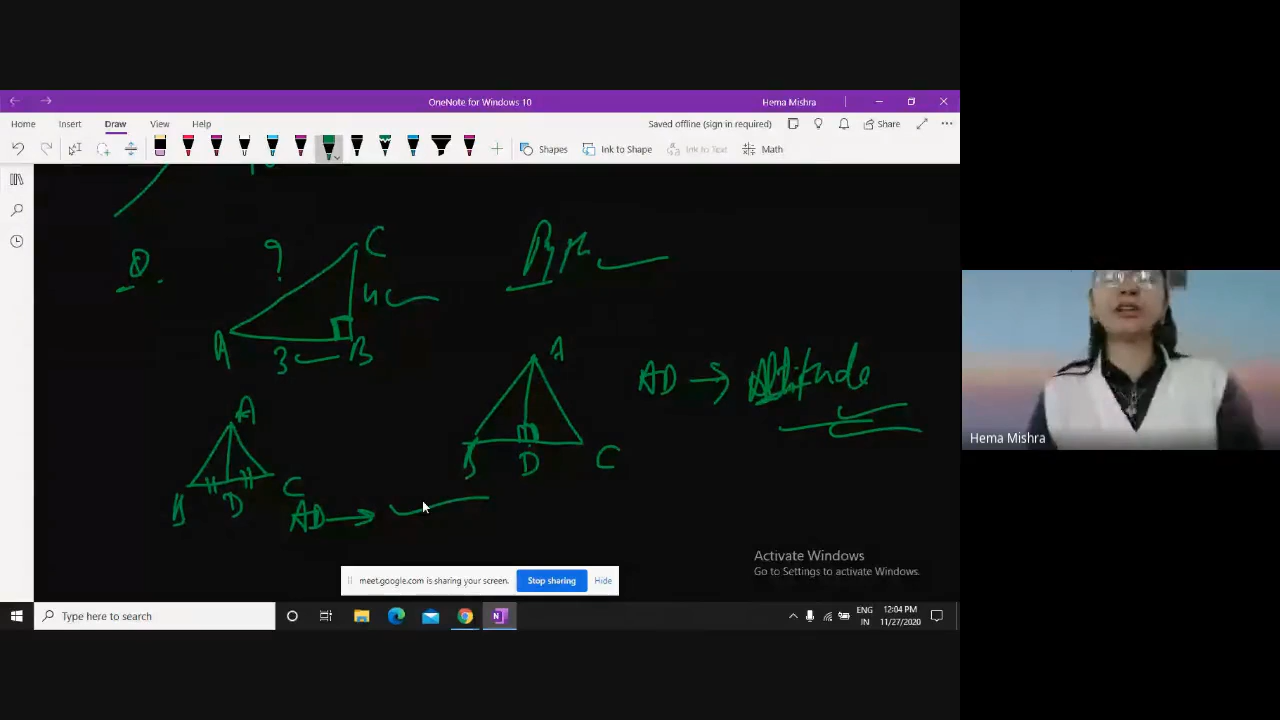 OneNote for Windows 10
Hema Mishra
Home Insert Draw View Help
Saved offline (sign in required)
Share
Shapes
Ink to Shape
Ink to Text
Math
Q.
?
C
4
A
3
B
Pyth
A
B
D
C
AD → Altitude
A
B
D
C
AD →
Hema Mishra
Activate Windows
Go to Settings to activate Windows.
meet.google.com is sharing your screen.
Stop sharing
Hide
Type here to search
ENG
IN
12:04 PM
11/27/2020